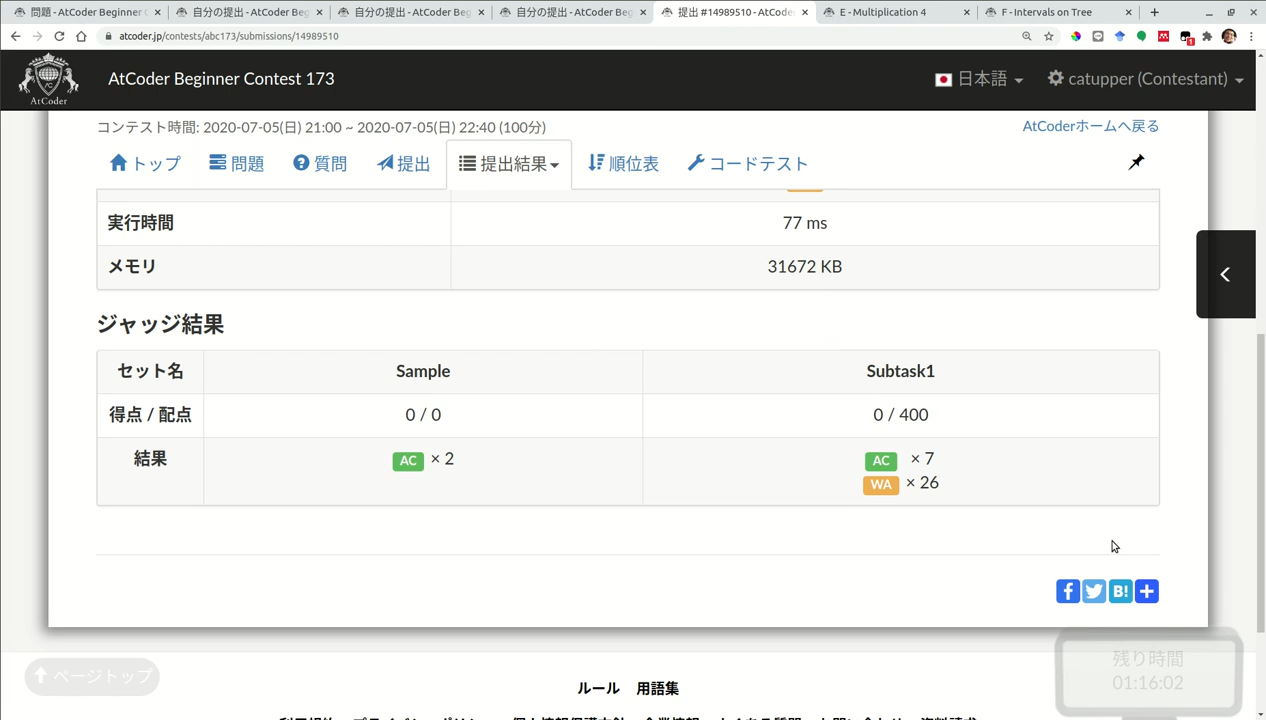 問題 - AtCoder Beginner C
自分の提出 - AtCoder Beg
自分の提出 - AtCoder Beg
自分の提出 - AtCoder Beg
提出 #14989510 - AtCoder
E - Multiplication 4
F - Intervals on Tree
atcoder.jp/contests/abc173/submissions/14989510
AtCoder
AtCoder Beginner Contest 173
日本語
catupper (Contestant)
コンテスト時間: 2020-07-05(日) 21:00 ~ 2020-07-05(日) 22:40 (100分)
AtCoderホームへ戻る
トップ
問題
質問
提出
提出結果
順位表
コードテスト
実行時間 77 ms
メモリ 31672 KB
ジャッジ結果
セット名 Sample Subtask1
得点 / 配点 0 / 0 0 / 400
結果 AC × 2 AC × 7
WA × 26
残り時間
01:16:02
ページトップ
ルール 用語集